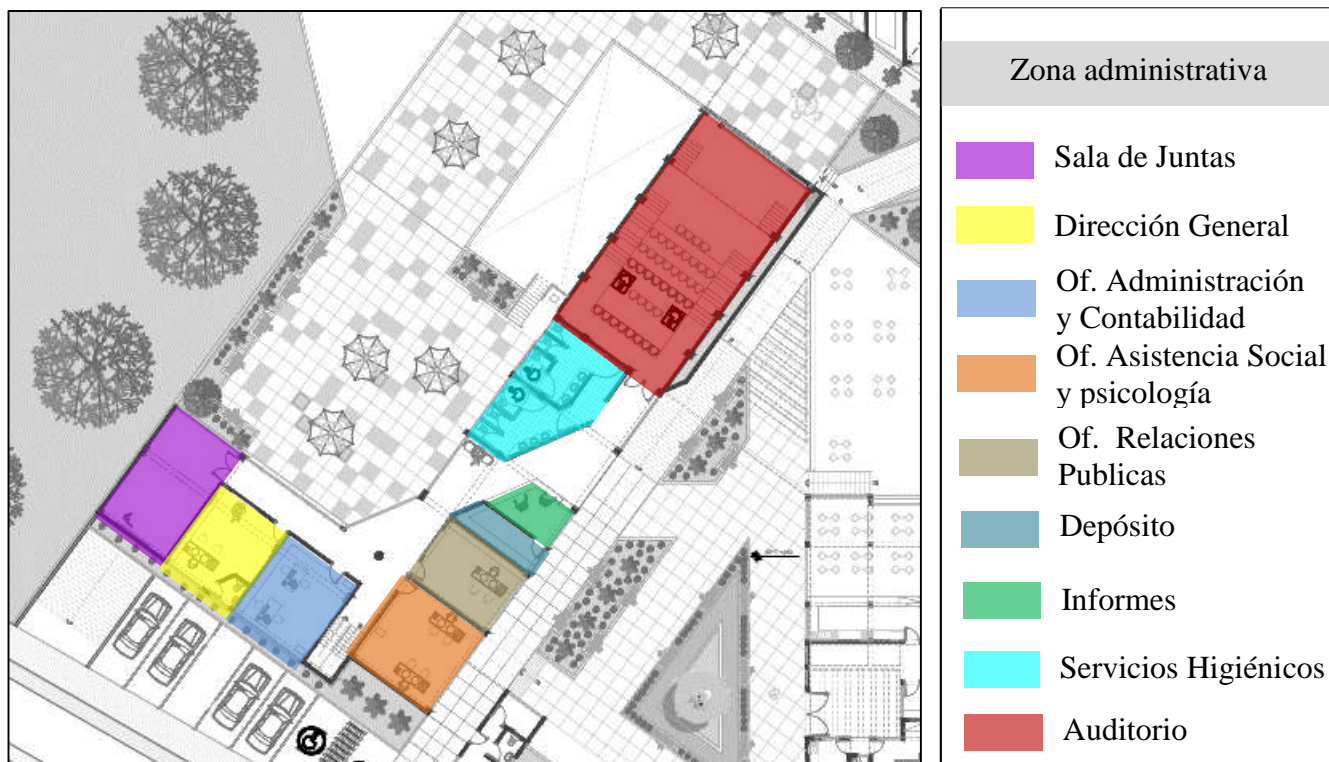 Zona administrativa
Sala de Juntas
Dirección General
Of. Administración
y Contabilidad
Of. Asistencia Social
y psicología
Of. Relaciones
Publicas
Depósito
Informes
Servicios Higiénicos
Auditorio